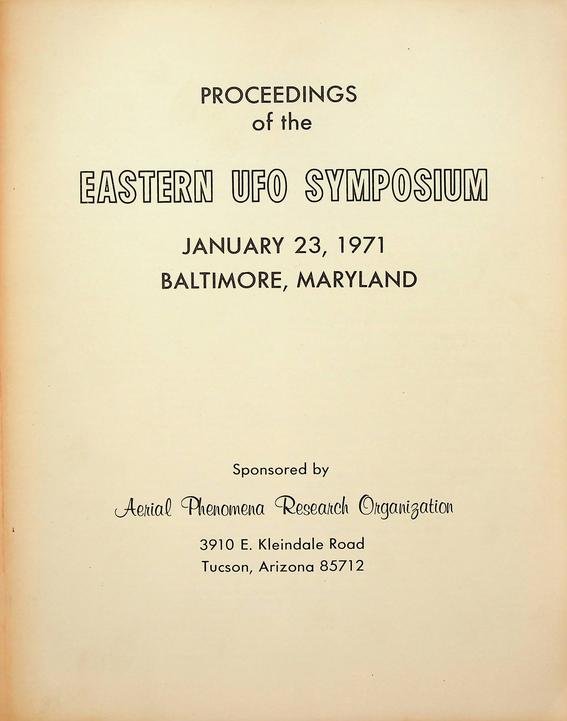 PROCEEDINGS
of the
EASTERN UFO SYMPOSIUM
JANUARY 23, 1971
BALTIMORE, MARYLAND
Sponsored by
Aerial Phenomena Research Organization
3910 E. Kleindale Road
Tucson, Arizona 85712